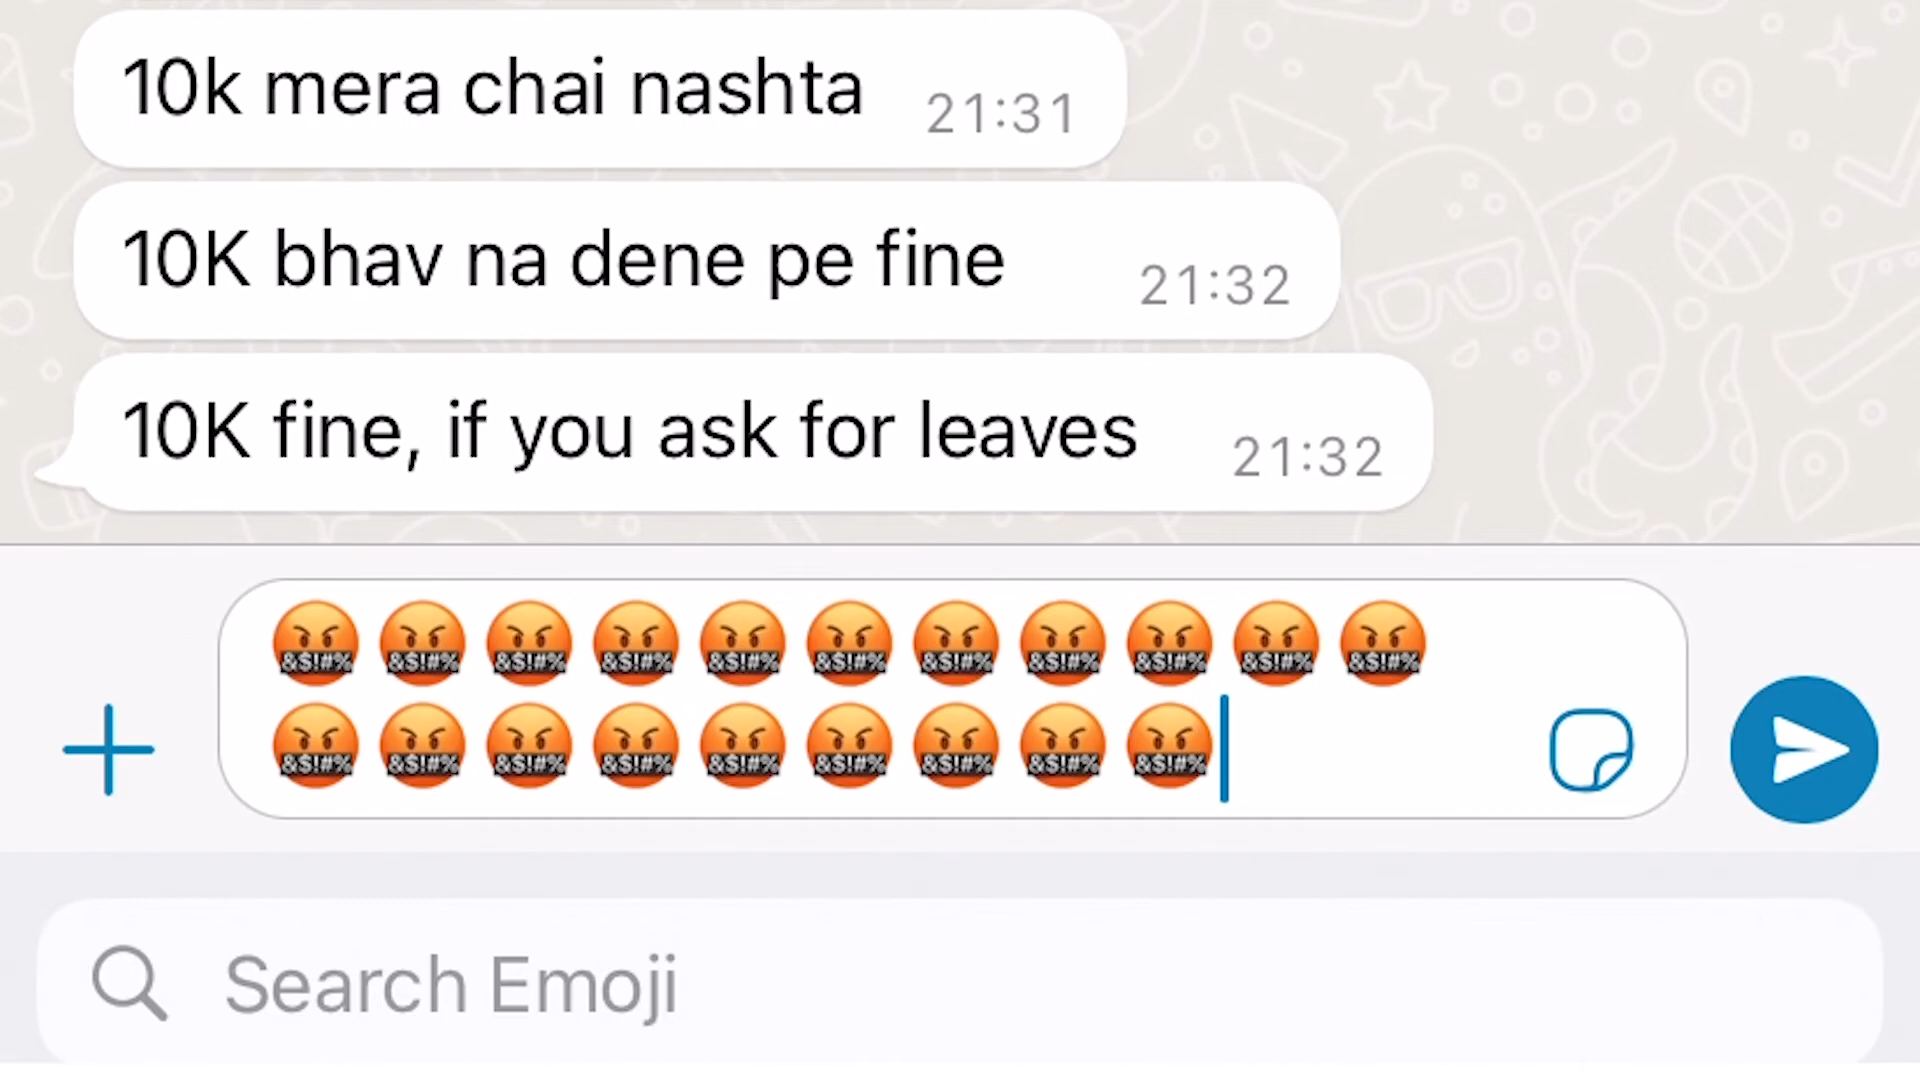 10k mera chai nashta 21:31
10K bhav na dene pe fine 21:32
10K fine, if you ask for leaves 21:32
🤬🤬🤬🤬🤬🤬🤬🤬🤬🤬🤬
🤬🤬🤬🤬🤬🤬🤬🤬🤬
Search Emoji